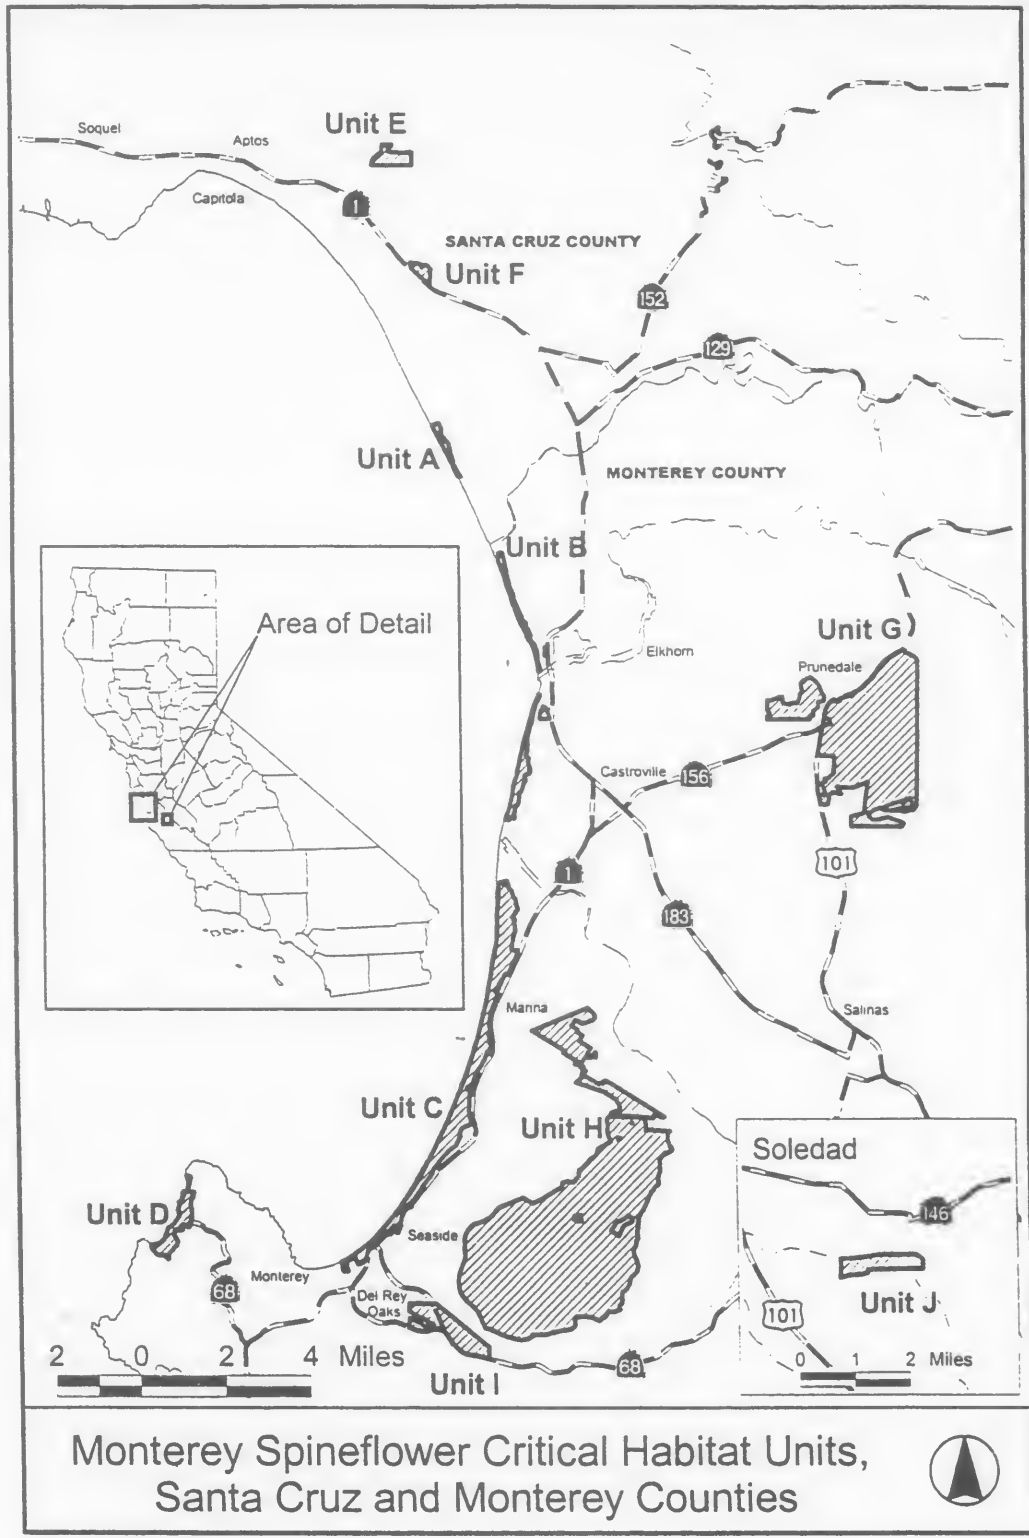 Unit E
Soquel
Aptos
Capitola
1
SANTA CRUZ COUNTY
Unit F
152
129
Unit A
MONTEREY COUNTY
Unit B
Area of Detail
Unit G
Elkhorn
Prunedale
Castroville
156
101
1
183
Marina
Salinas
Unit C
Unit H
Soledad
146
Unit D
Seaside
Monterey
68
Del Rey
Oaks
Unit J
101
2 0 2 4 Miles
68
0 1 2 Miles
Unit I
Monterey Spineflower Critical Habitat Units,
Santa Cruz and Monterey Counties